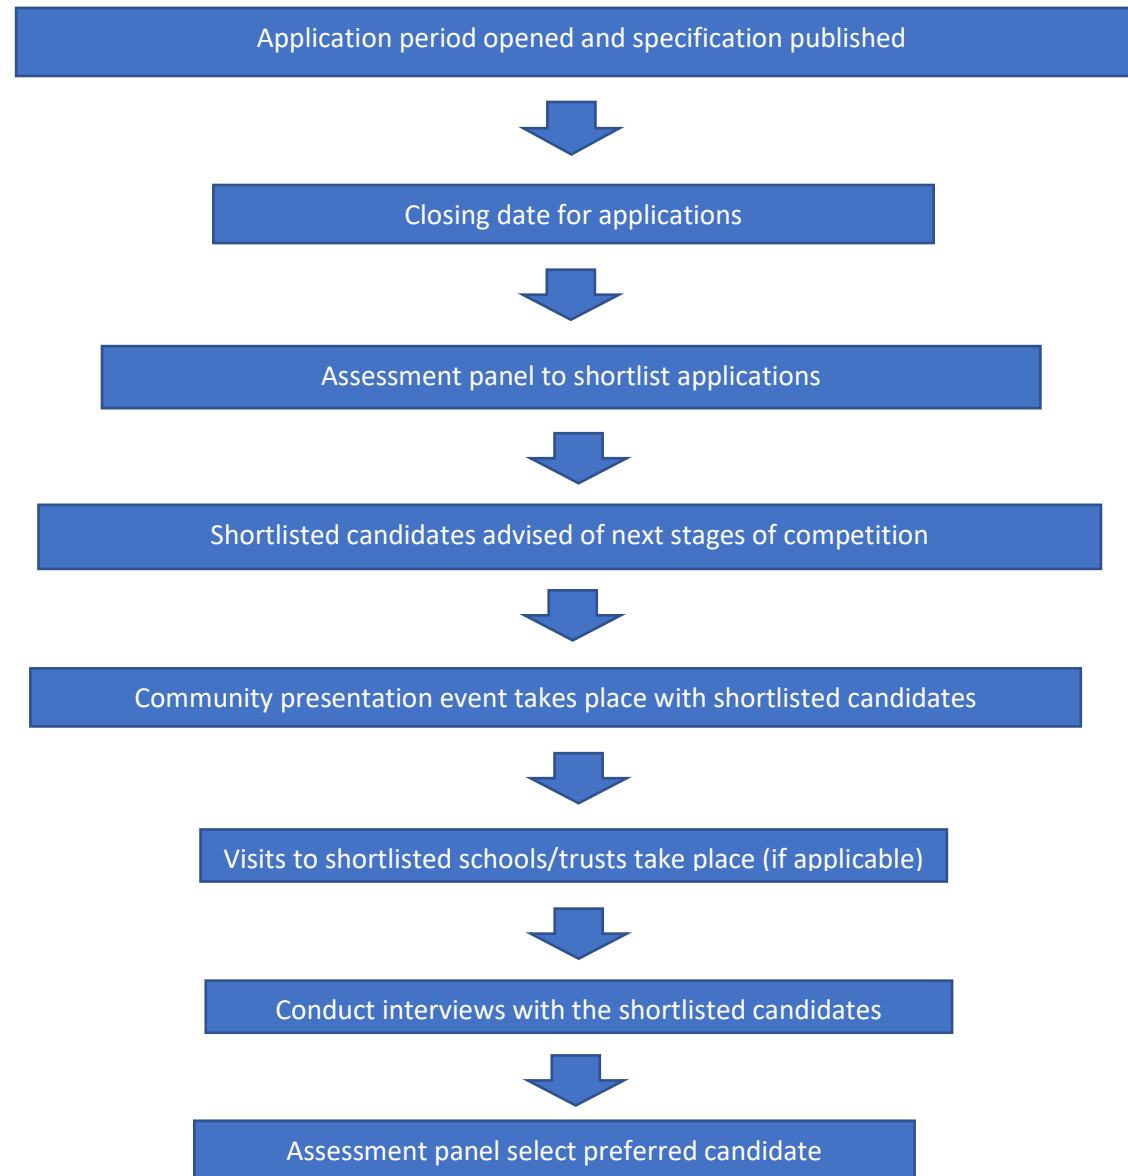 Application period opened and specification published
Closing date for applications
Assessment panel to shortlist applications
Shortlisted candidates advised of next stages of competition
Community presentation event takes place with shortlisted candidates
Visits to shortlisted schools/trusts take place (if applicable)
Conduct interviews with the shortlisted candidates
Assessment panel select preferred candidate